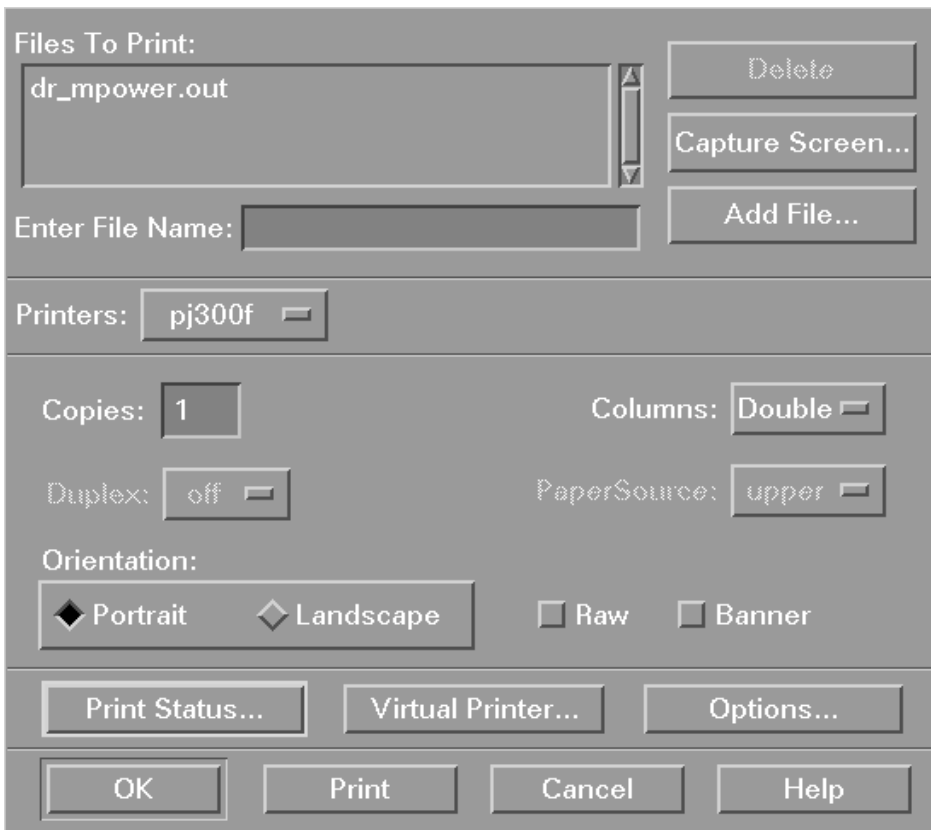 Files To Print:
dr_mpower.out
Delete
Capture Screen...
Enter File Name:
Add File...
Printers: pj300f
Copies: 1
Columns: Double
Duplex: off
PaperSource: upper
Orientation:
Portrait
Landscape
Raw
Banner
Print Status...
Virtual Printer...
Options...
OK
Print
Cancel
Help